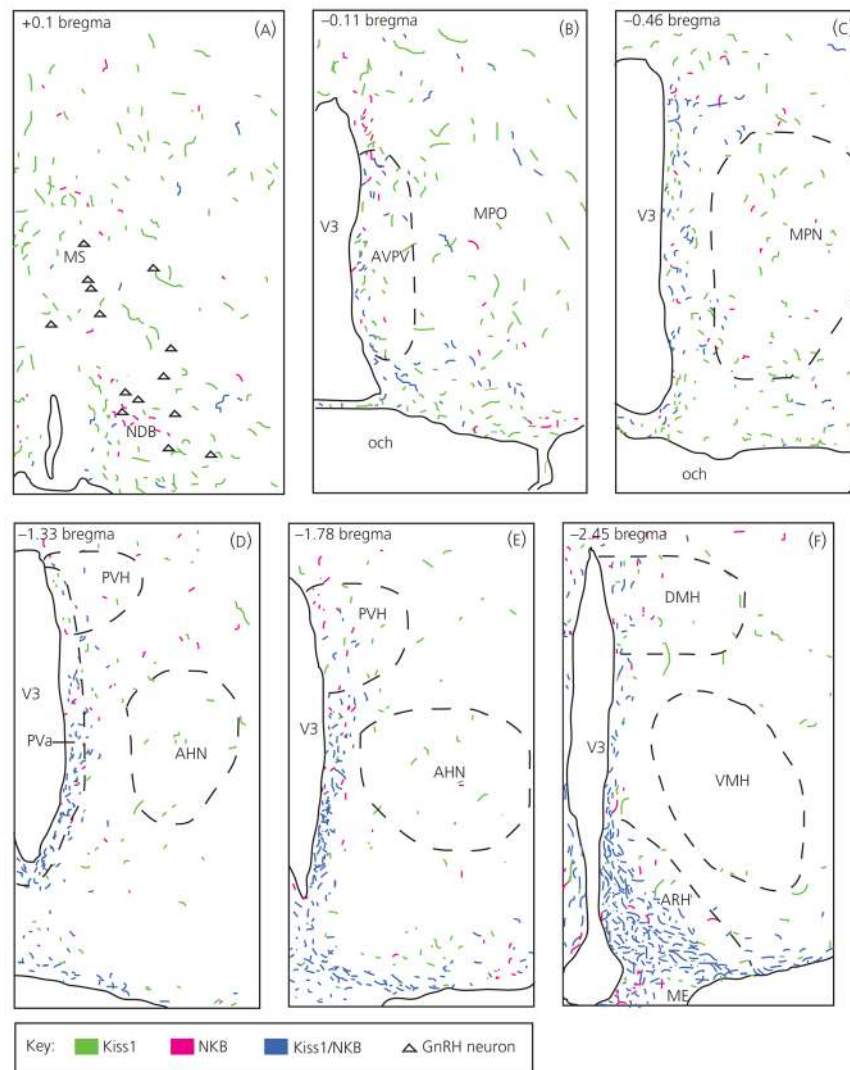 +0.1 bregma (A)
MS
NDB
−0.11 bregma (B)
V3
AVPV
MPO
och
−0.46 bregma (C)
V3
MPN
och
−1.33 bregma (D)
PVH
V3
PVa
AHN
−1.78 bregma (E)
PVH
V3
AHN
−2.45 bregma (F)
DMH
V3
VMH
ARH
ME
Key: Kiss1 NKB Kiss1/NKB GnRH neuron